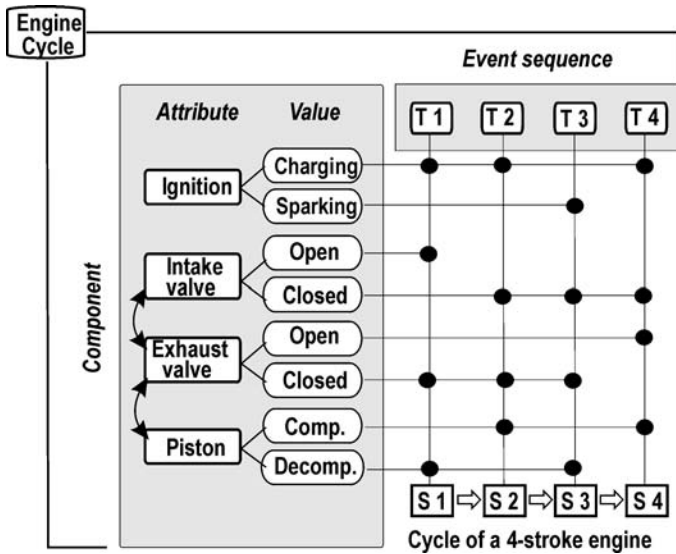 Engine
Cycle
Event sequence
Attribute
Value
T 1
T 2
T 3
T 4
Charging
Ignition
Sparking
Open
Intake
valve
Closed
Component
Open
Exhaust
valve
Closed
Comp.
Piston
Decomp.
S 1
S 2
S 3
S 4
Cycle of a 4-stroke engine